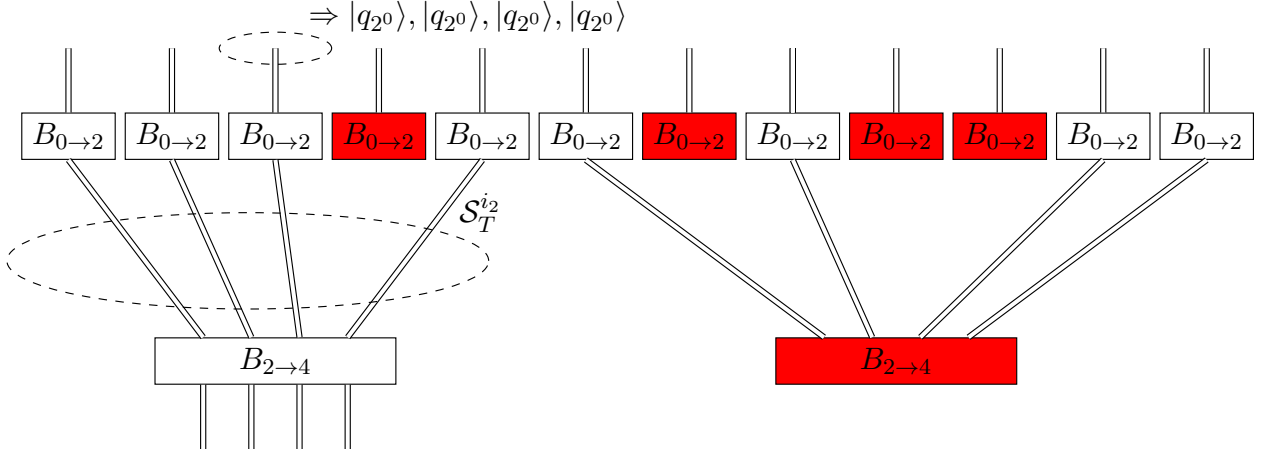 ⇒ |q_{2^0}⟩, |q_{2^0}⟩, |q_{2^0}⟩, |q_{2^0}⟩
B_{0→2} B_{0→2} B_{0→2} B_{0→2} B_{0→2} B_{0→2} B_{0→2} B_{0→2} B_{0→2} B_{0→2} B_{0→2} B_{0→2}
𝒮_T^{i_2}
B_{2→4} B_{2→4}